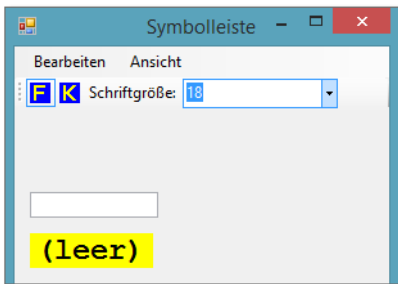 Symbolleiste
Bearbeiten Ansicht
F K Schriftgröße: 18
(leer)